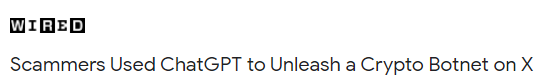 WIRED
Scammers Used ChatGPT to Unleash a Crypto Botnet on X